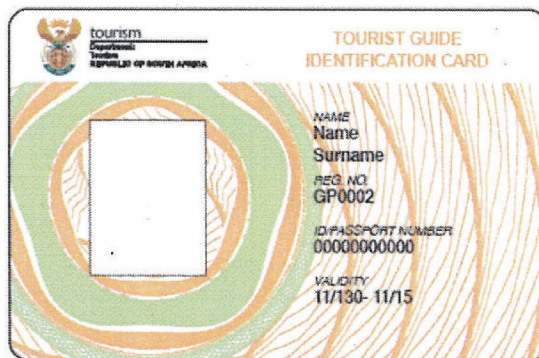 tourism
Department:
Tourism
REPUBLIC OF SOUTH AFRICA
TOURIST GUIDE
IDENTIFICATION CARD
NAME
Name
Surname
REG. NO.
GP0002
ID/PASSPORT NUMBER
00000000000
VALIDITY
11/130- 11/15